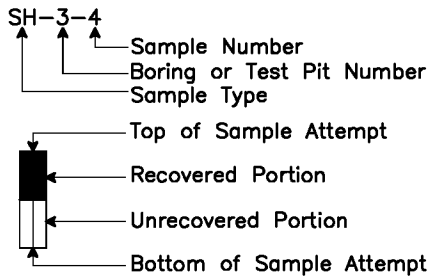 SH-3-4
Sample Number
Boring or Test Pit Number
Sample Type
Top of Sample Attempt
Recovered Portion
Unrecovered Portion
Bottom of Sample Attempt